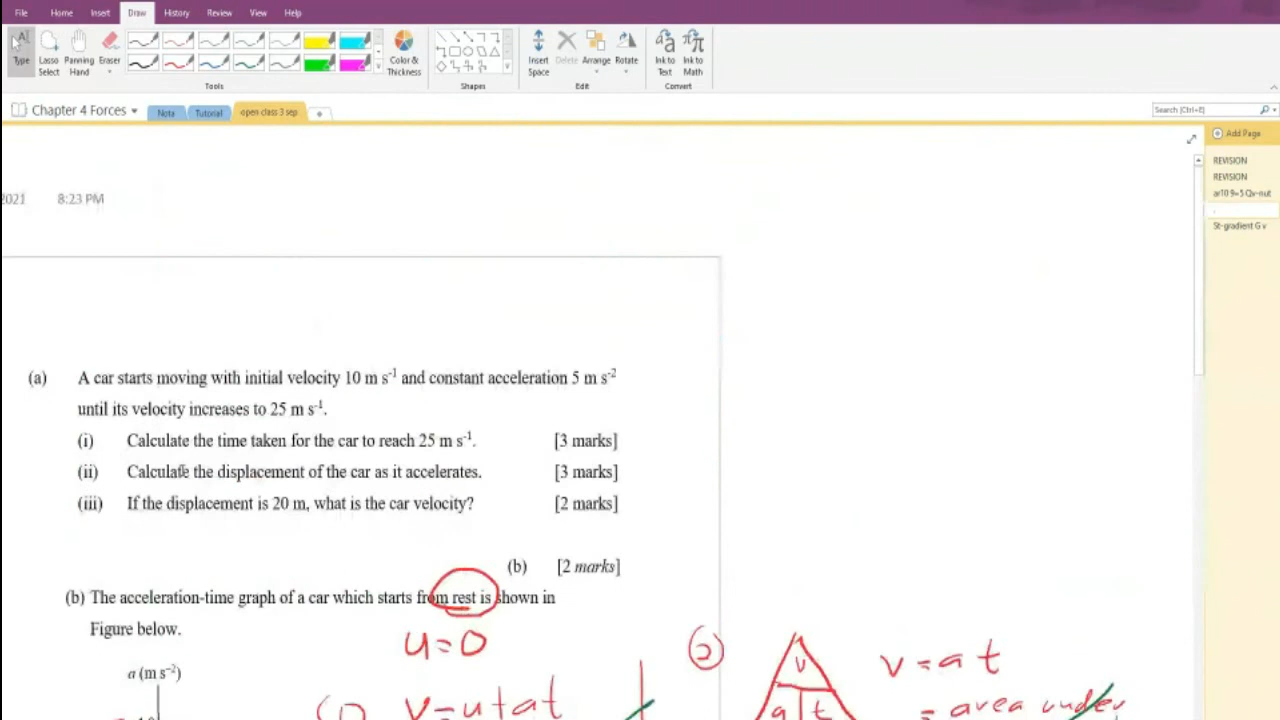 File Home Insert Draw History Review View Help
Type Lasso Select Panning Hand Eraser Color & Thickness Insert Space Delete Arrange Rotate Ink to Text Ink to Math
Tools Shapes Edit Convert
Chapter 4 Forces Nota Tutorial open class 3 sep
Search (Ctrl+E)
Add Page
REVISION
REVISION
St-gradient G v
2021 8:23 PM
(a) A car starts moving with initial velocity 10 m s⁻¹ and constant acceleration 5 m s⁻²
until its velocity increases to 25 m s⁻¹.
(i) Calculate the time taken for the car to reach 25 m s⁻¹. [3 marks]
(ii) Calculate the displacement of the car as it accelerates. [3 marks]
(iii) If the displacement is 20 m, what is the car velocity? [2 marks]
(b) [2 marks]
(b) The acceleration-time graph of a car which starts from rest is shown in
Figure below.
u=0
a (m s⁻²)
(1) v=u+at
(2) v a t
v=at
= area under